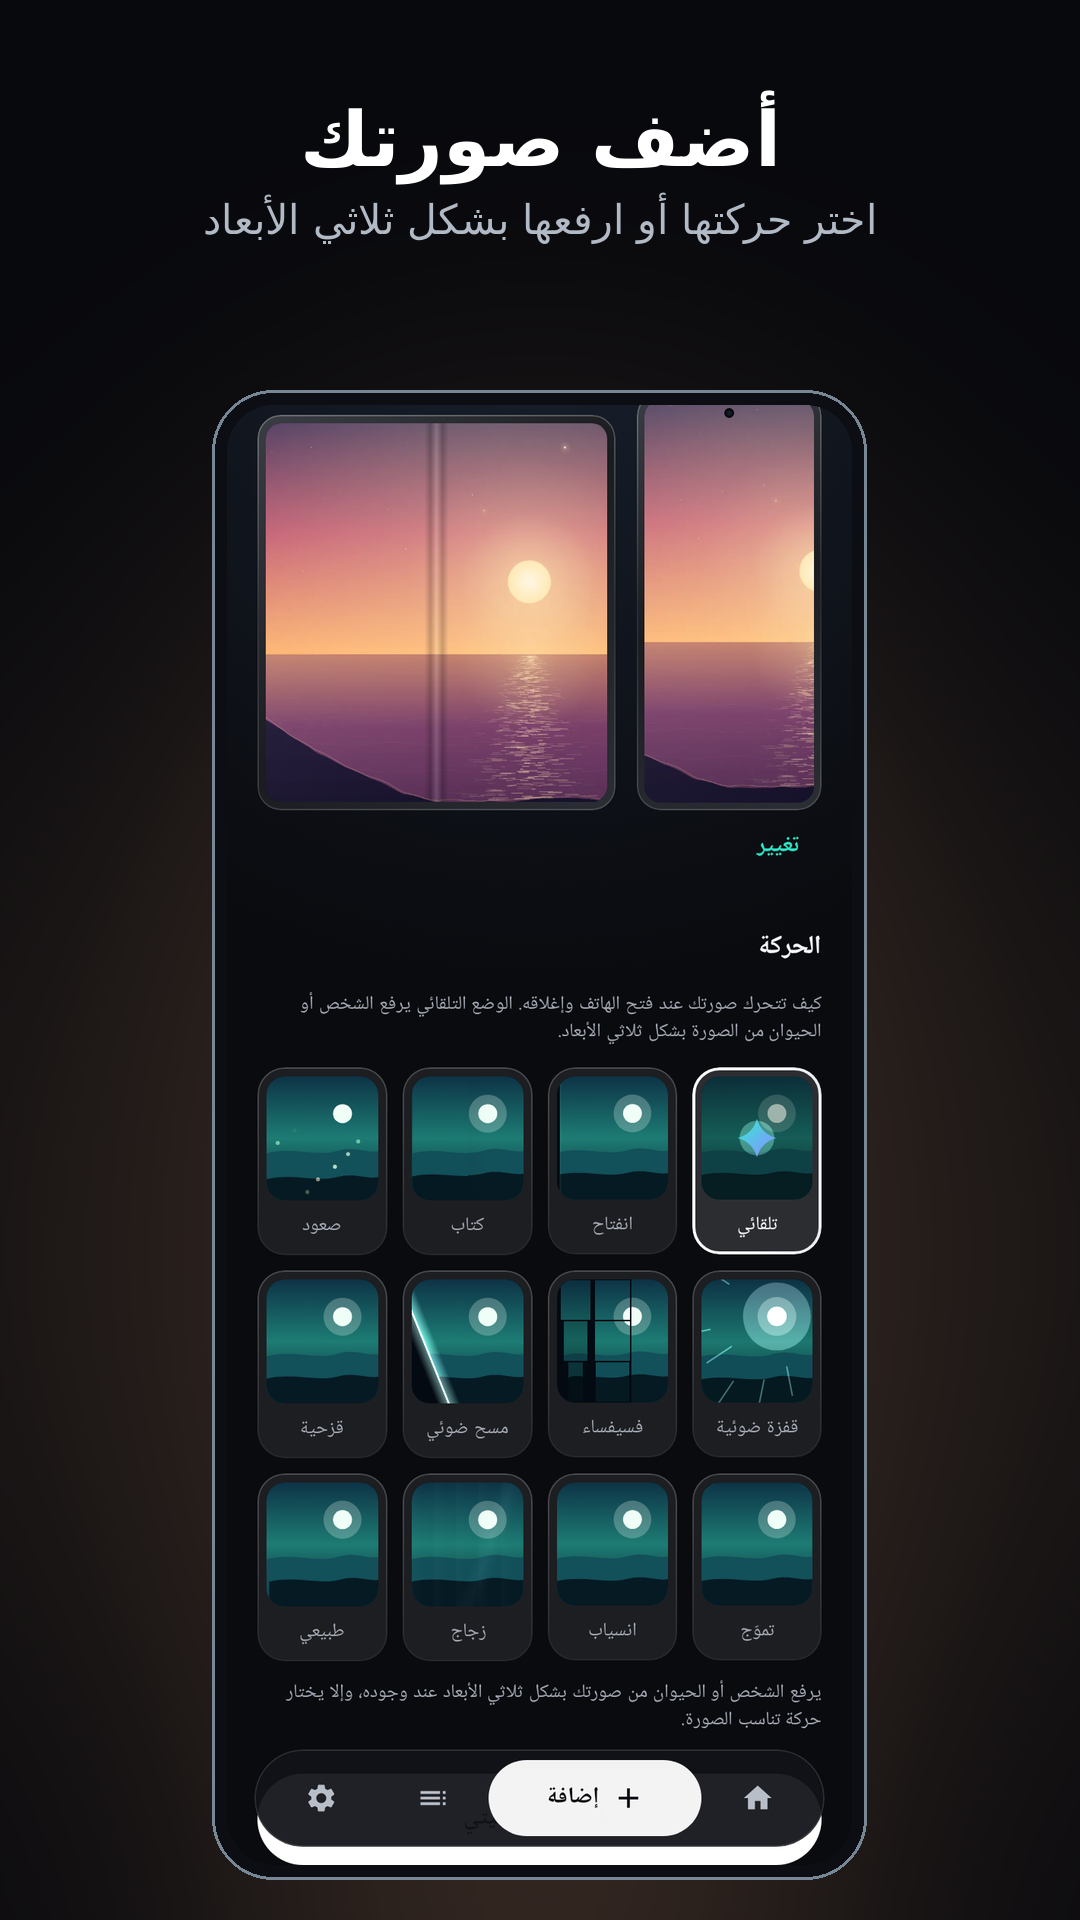 أضف صورتك
اختر حركتها أو ارفعها بشكل ثلاثي الأبعاد
تغيير
الحركة
كيف تتحرك صورتك عند فتح الهاتف وإغلاقه. الوضع التلقائي يرفع الشخص أو
الحيوان من الصورة بشكل ثلاثي الأبعاد.
تلقائي
انفتاح
كتاب
صعود
قفزة ضوئية
فسيفساء
مسح ضوئي
قزحية
تموّج
انسياب
زجاج
طبيعي
يرفع الشخص أو الحيوان من صورتك بشكل ثلاثي الأبعاد عند وجوده، وإلا يختار
حركة تناسب الصورة.
إضافة